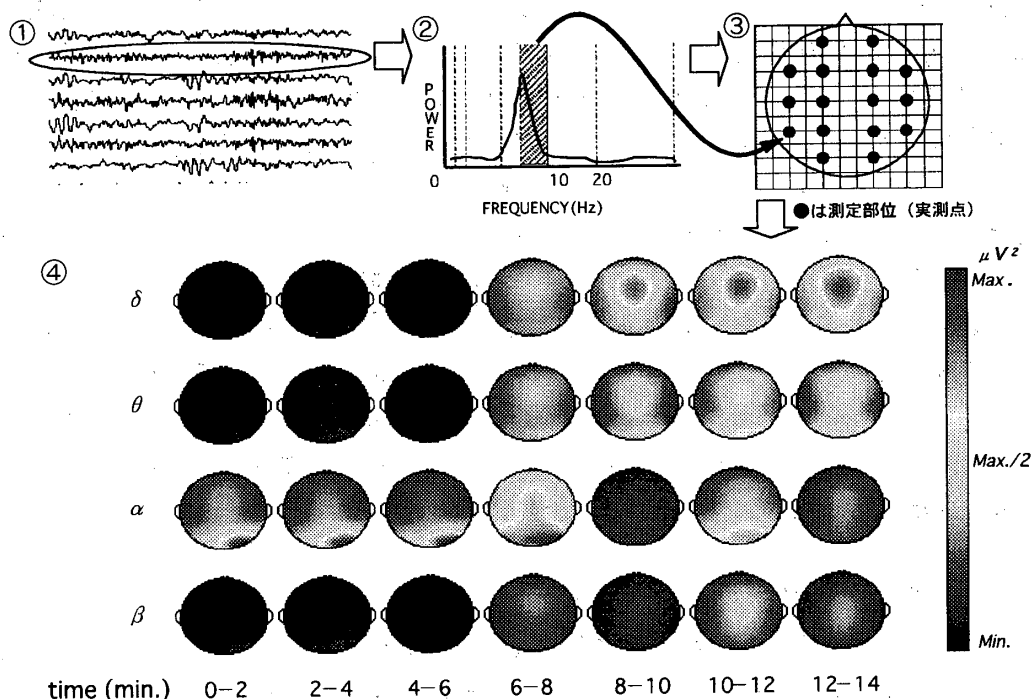 ①
②
③
POWER
0
10 20
FREQUENCY(Hz)
●は測定部位（実測点）
④
μV²
Max.
Max./2
Min.
δ
θ
α
β
time (min.) 0-2 2-4 4-6 6-8 8-10 10-12 12-14